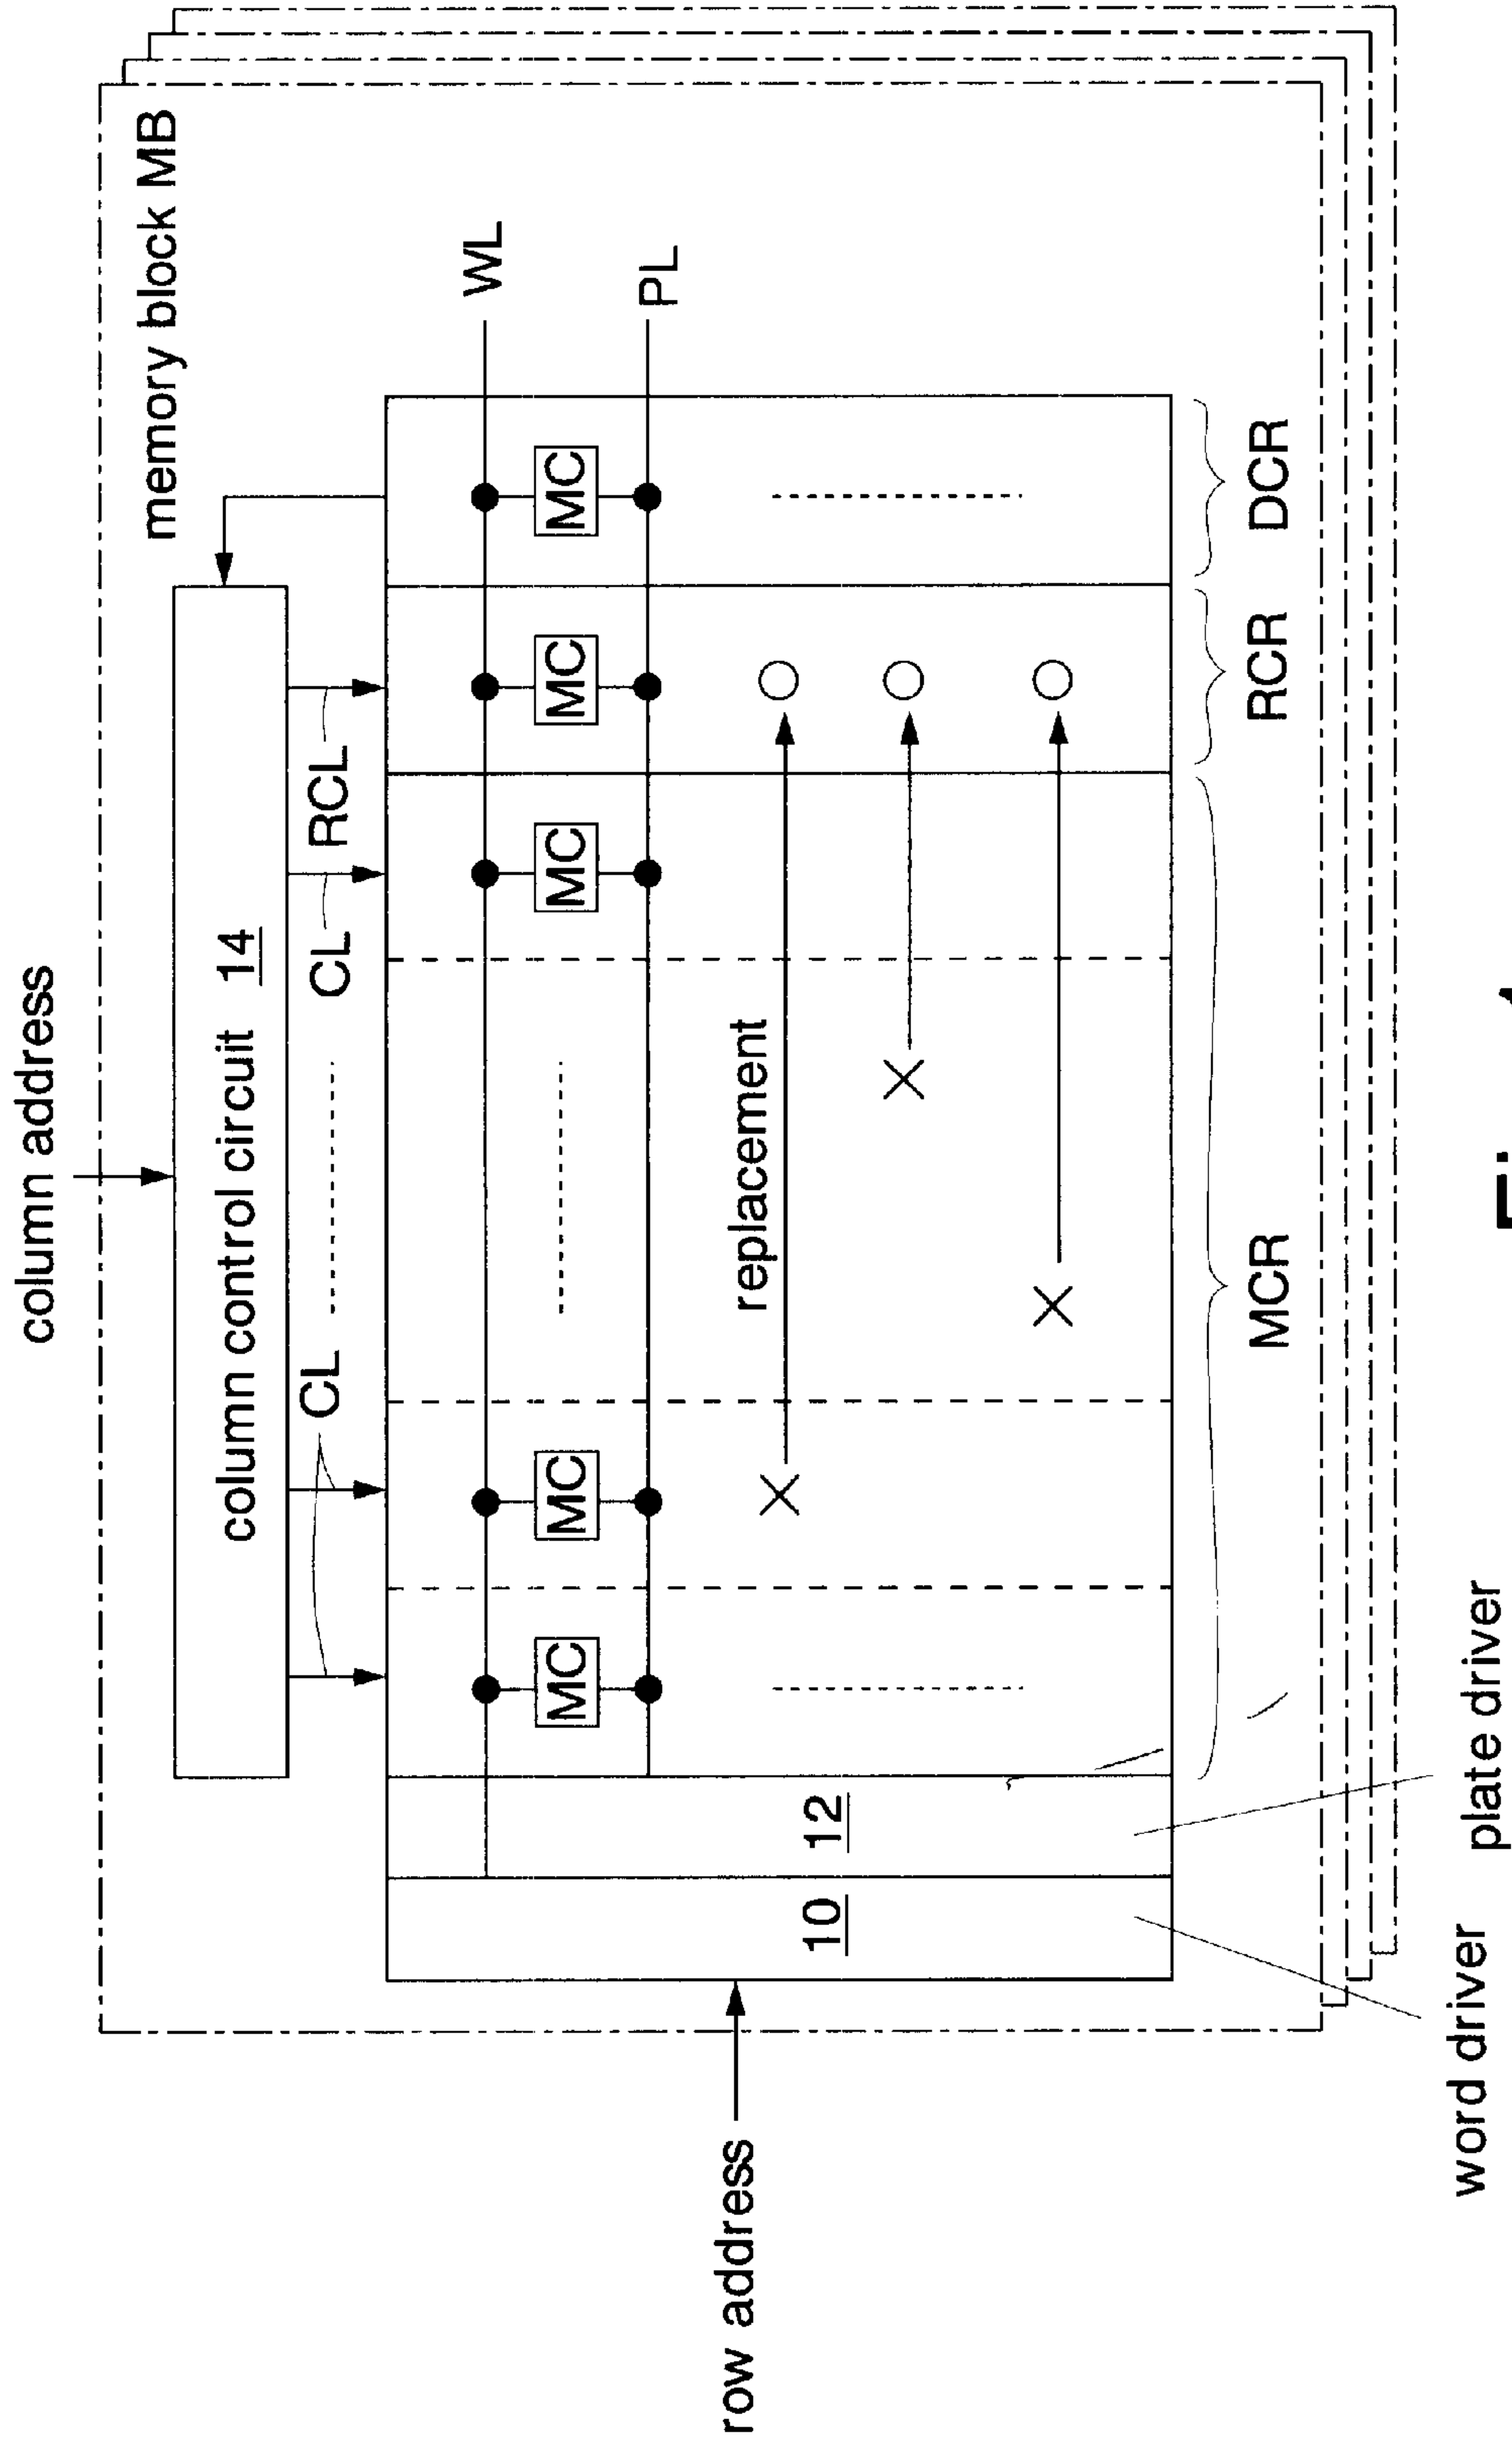 column address
memory block MB
column control circuit 14
CL
CL
RCL
WL
MC
MC
MC
MC
MC
PL
replacement
row address
10
12
MCR
RCR
DCR
word driver
plate driver